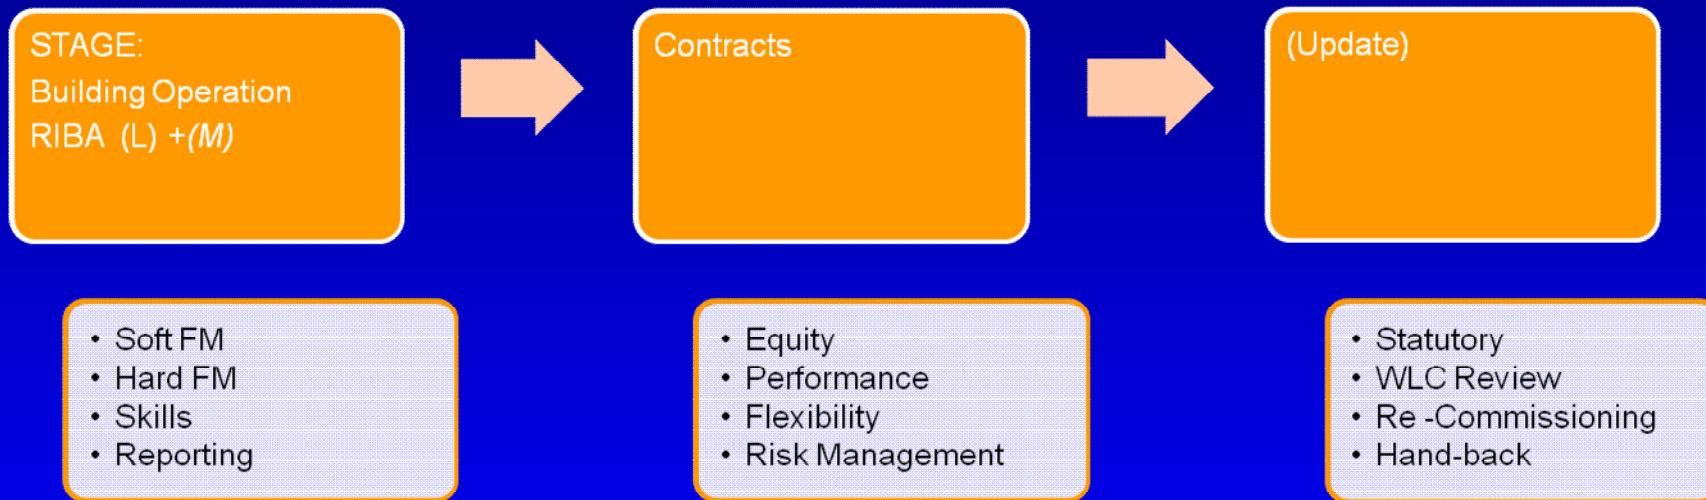 STAGE:
Building Operation
RIBA (L) +(M)
Contracts
(Update)
• Soft FM
• Hard FM
• Skills
• Reporting
• Equity
• Performance
• Flexibility
• Risk Management
• Statutory
• WLC Review
• Re -Commissioning
• Hand-back